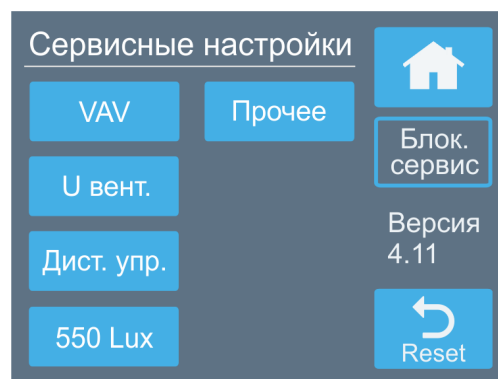 Сервисные настройки
VAV
Прочее
U вент.
Дист. упр.
550 Lux
Блок.
сервис
Версия
4.11
Reset